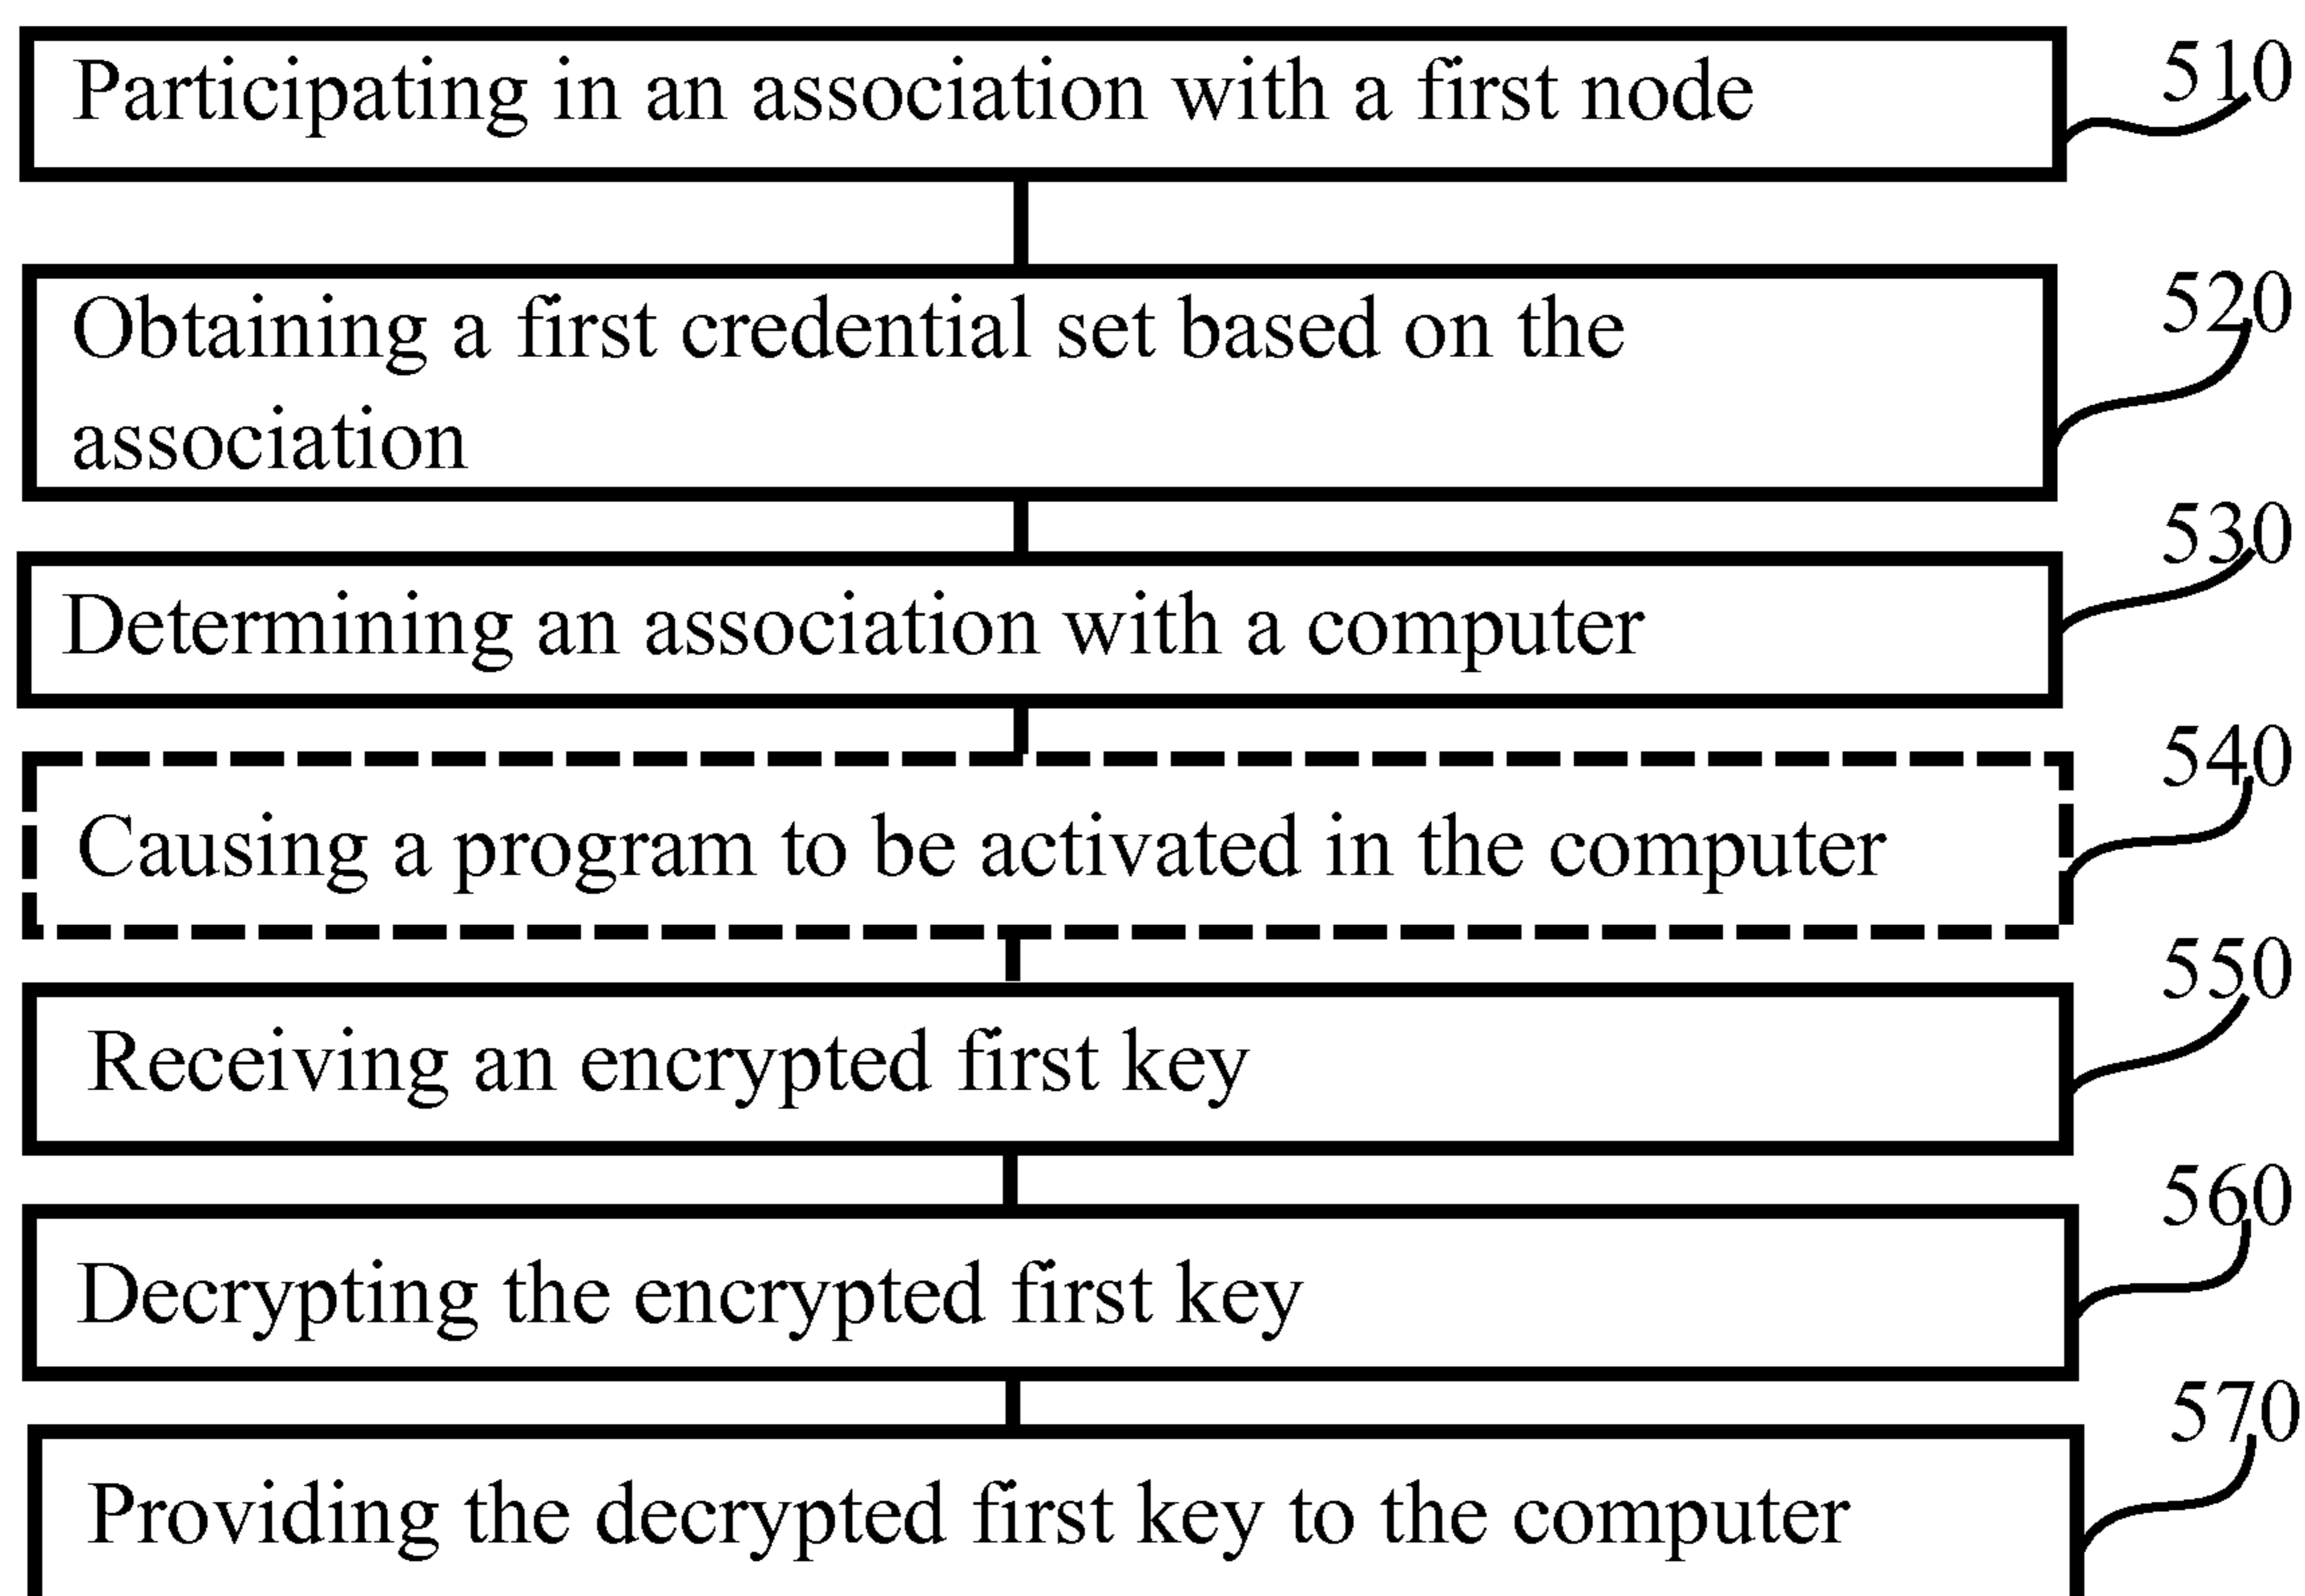 Participating in an association with a first node
510
Obtaining a first credential set based on the
association
520
Determining an association with a computer
530
Causing a program to be activated in the computer
540
Receiving an encrypted first key
550
Decrypting the encrypted first key
560
Providing the decrypted first key to the computer
570